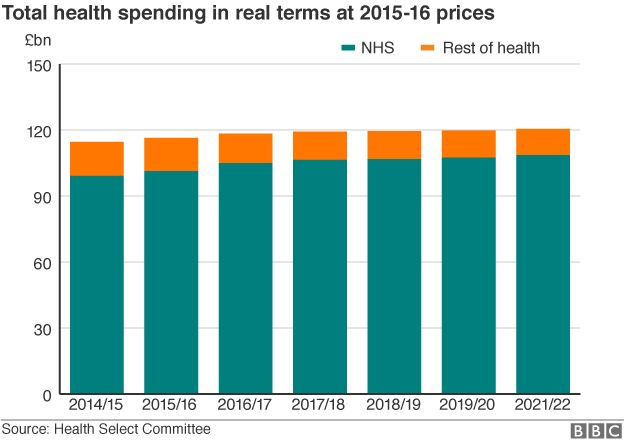 Total health spending in real terms at 2015-16 prices
£bn
NHS Rest of health
150
120
90
60
30
0
2014/15 2015/16 2016/17 2017/18 2018/19 2019/20 2021/22
Source: Health Select Committee BBC